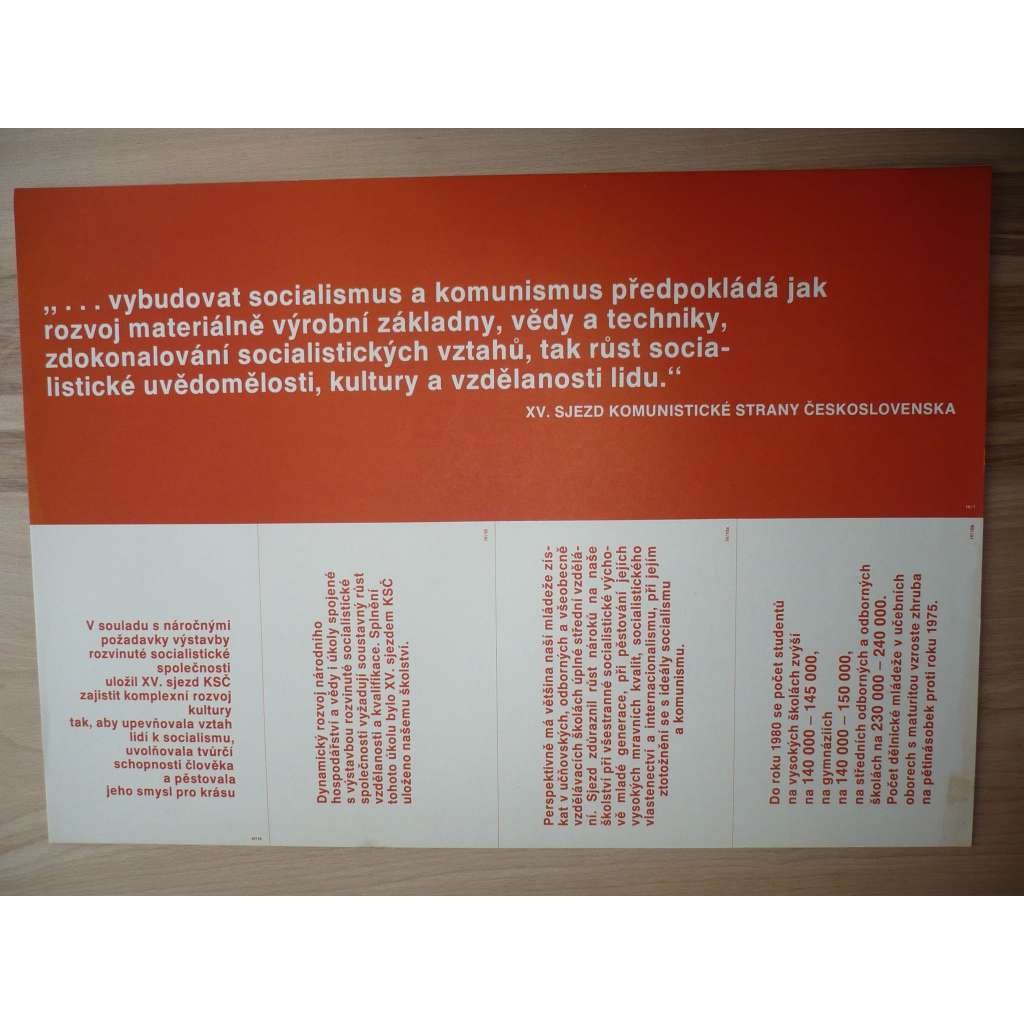 „. . . vybudovat socialismus a komunismus předpokládá jak
rozvoj materiálně výrobní základny, vědy a techniky,
zdokonalování socialistických vztahů, tak růst socia-
listické uvědomělosti, kultury a vzdělanosti lidu.“
XV. SJEZD KOMUNISTICKÉ STRANY ČESKOSLOVENSKA
V souladu s náročnými
požadavky výstavby
rozvinuté socialistické
společnosti
uložil XV. sjezd KSČ
zajistit komplexní rozvoj
kultury
tak, aby upevňovala vztah
lidí k socialismu,
uvolňovala tvůrčí
schopnosti člověka
a pěstovala
jeho smysl pro krásu
Dynamický rozvoj národního
hospodářství a vědy i úkoly spojené
s výstavbou rozvinuté socialistické
společnosti vyžadují soustavný růst
vzdělanosti a kvalifikace. Splnění
tohoto úkolu bylo XV. sjezdem KSČ
uloženo našemu školství.
Perspektivně má většina naší mládeže zís-
kat v učňovských, odborných a všeobecně
vzdělávacích školách úplné střední vzdělá-
ní. Sjezd zdůraznil růst nároků na naše
školství při všestranné socialistické výcho-
vě mladé generace, při pěstování jejích
vysokých mravních kvalit, socialistického
vlastenectví a internacionalismu, při jejím
ztotožnění se s ideály socialismu
a komunismu.
Do roku 1980 se počet studentů
na vysokých školách zvýší
na 140 000 – 145 000,
na gymnáziích
na 140 000 – 150 000,
na středních odborných a odborných
školách na 230 000 – 240 000.
Počet dělnické mládeže v učebních
oborech s maturitou vzroste zhruba
na pětinásobek proti roku 1975.